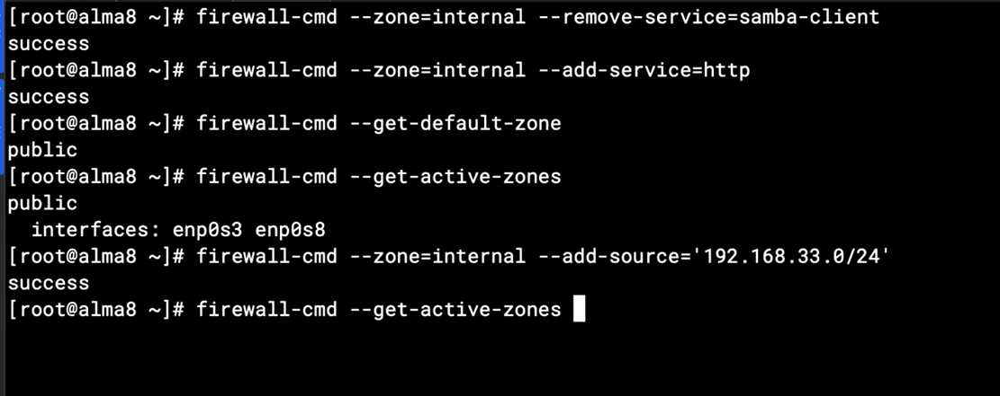 [root@alma8 ~]# firewall-cmd --zone=internal --remove-service=samba-client
success
[root@alma8 ~]# firewall-cmd --zone=internal --add-service=http
success
[root@alma8 ~]# firewall-cmd --get-default-zone
public
[root@alma8 ~]# firewall-cmd --get-active-zones
public
  interfaces: enp0s3 enp0s8
[root@alma8 ~]# firewall-cmd --zone=internal --add-source='192.168.33.0/24'
success
[root@alma8 ~]# firewall-cmd --get-active-zones